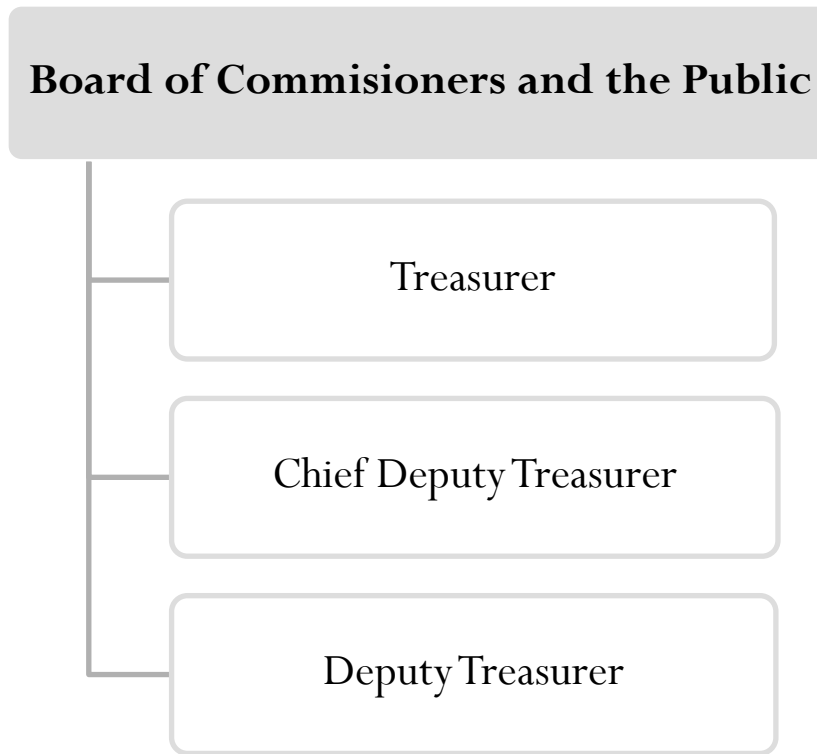 Board of Commisioners and the Public
Treasurer
Chief Deputy Treasurer
Deputy Treasurer